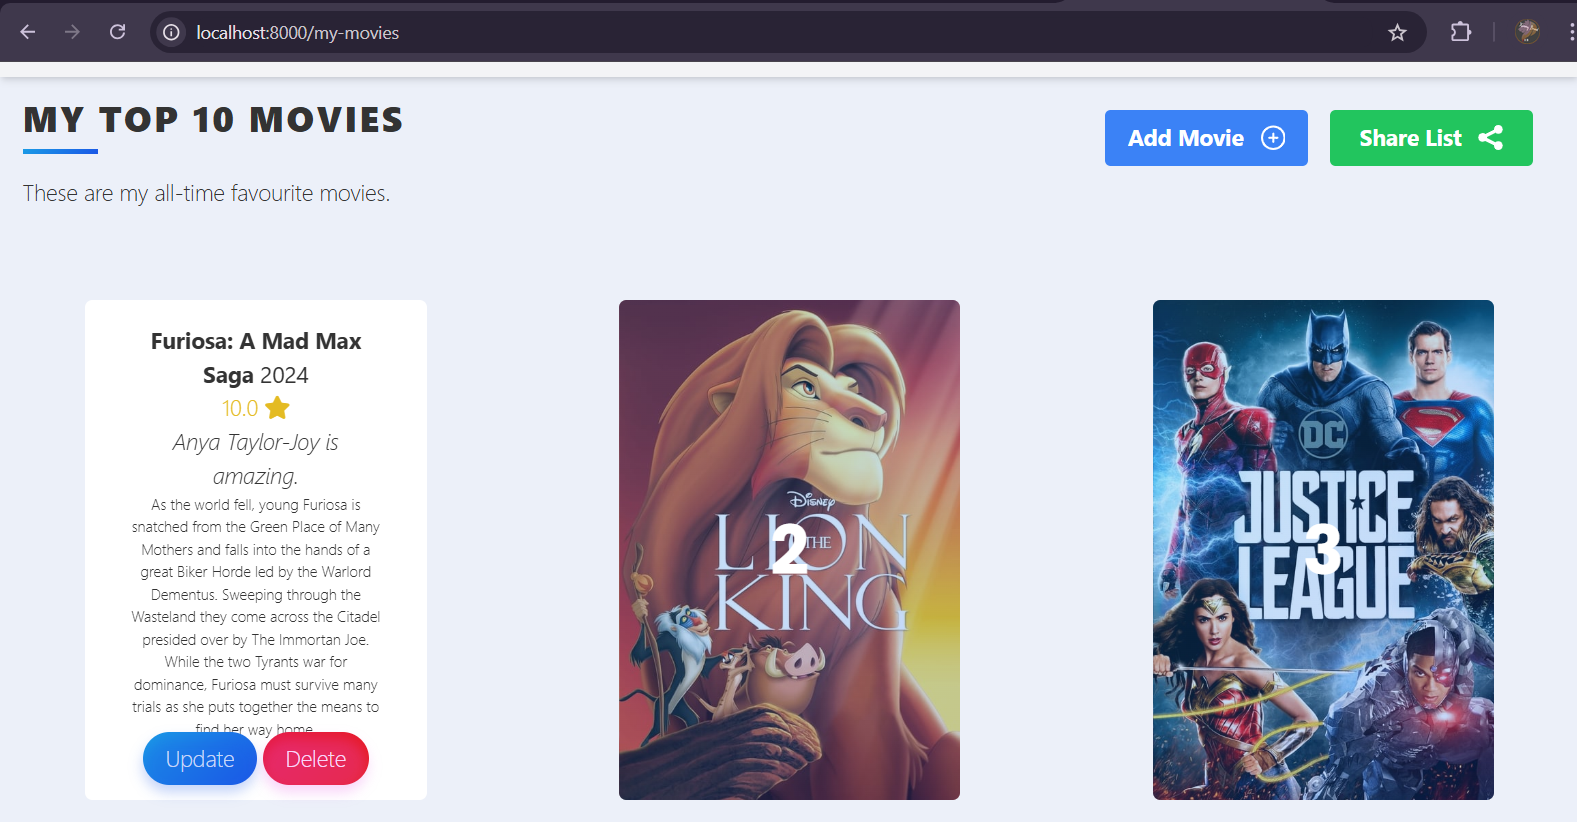 localhost:8000/my-movies
MY TOP 10 MOVIES
Add Movie
Share List
These are my all-time favourite movies.
Furiosa: A Mad Max
Saga 2024
10.0
Anya Taylor-Joy is
amazing.
As the world fell, young Furiosa is
snatched from the Green Place of Many
Mothers and falls into the hands of a
great Biker Horde led by the Warlord
Dementus. Sweeping through the
Wasteland they come across the Citadel
presided over by The Immortan Joe.
While the two Tyrants war for
dominance, Furiosa must survive many
trials as she puts together the means to
find her way home.
Update Delete
DISNEY
THE
LION
KING
2
DC
JUSTICE
LEAGUE
3